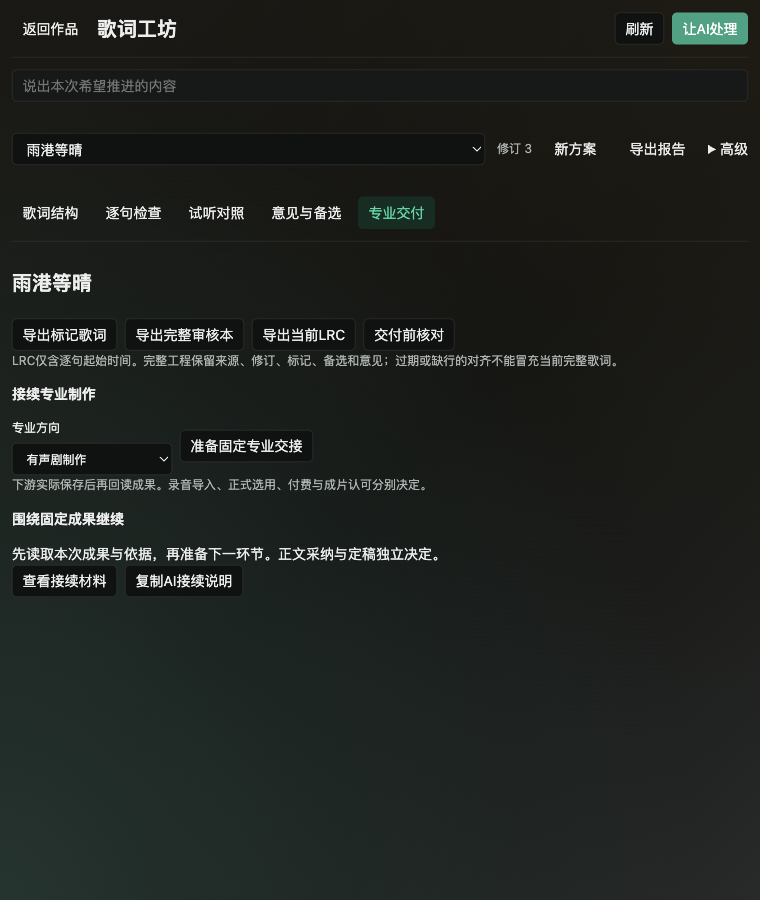 返回作品 歌词工坊 刷新 让AI处理
说出本次希望推进的内容
雨港等晴 修订 3 新方案 导出报告 ▶ 高级
歌词结构 逐句检查 试听对照 意见与备选 专业交付
雨港等晴
导出标记歌词 导出完整审核本 导出当前LRC 交付前核对
LRC仅含逐句起始时间。完整工程保留来源、修订、标记、备选和意见；过期或缺行的对齐不能冒充当前完整歌词。
接续专业制作
专业方向
有声剧制作 准备固定专业交接
下游实际保存后再回读成果。录音导入、正式选用、付费与成片认可分别决定。
围绕固定成果继续
先读取本次成果与依据，再准备下一环节。正文采纳与定稿独立决定。
查看接续材料 复制AI接续说明